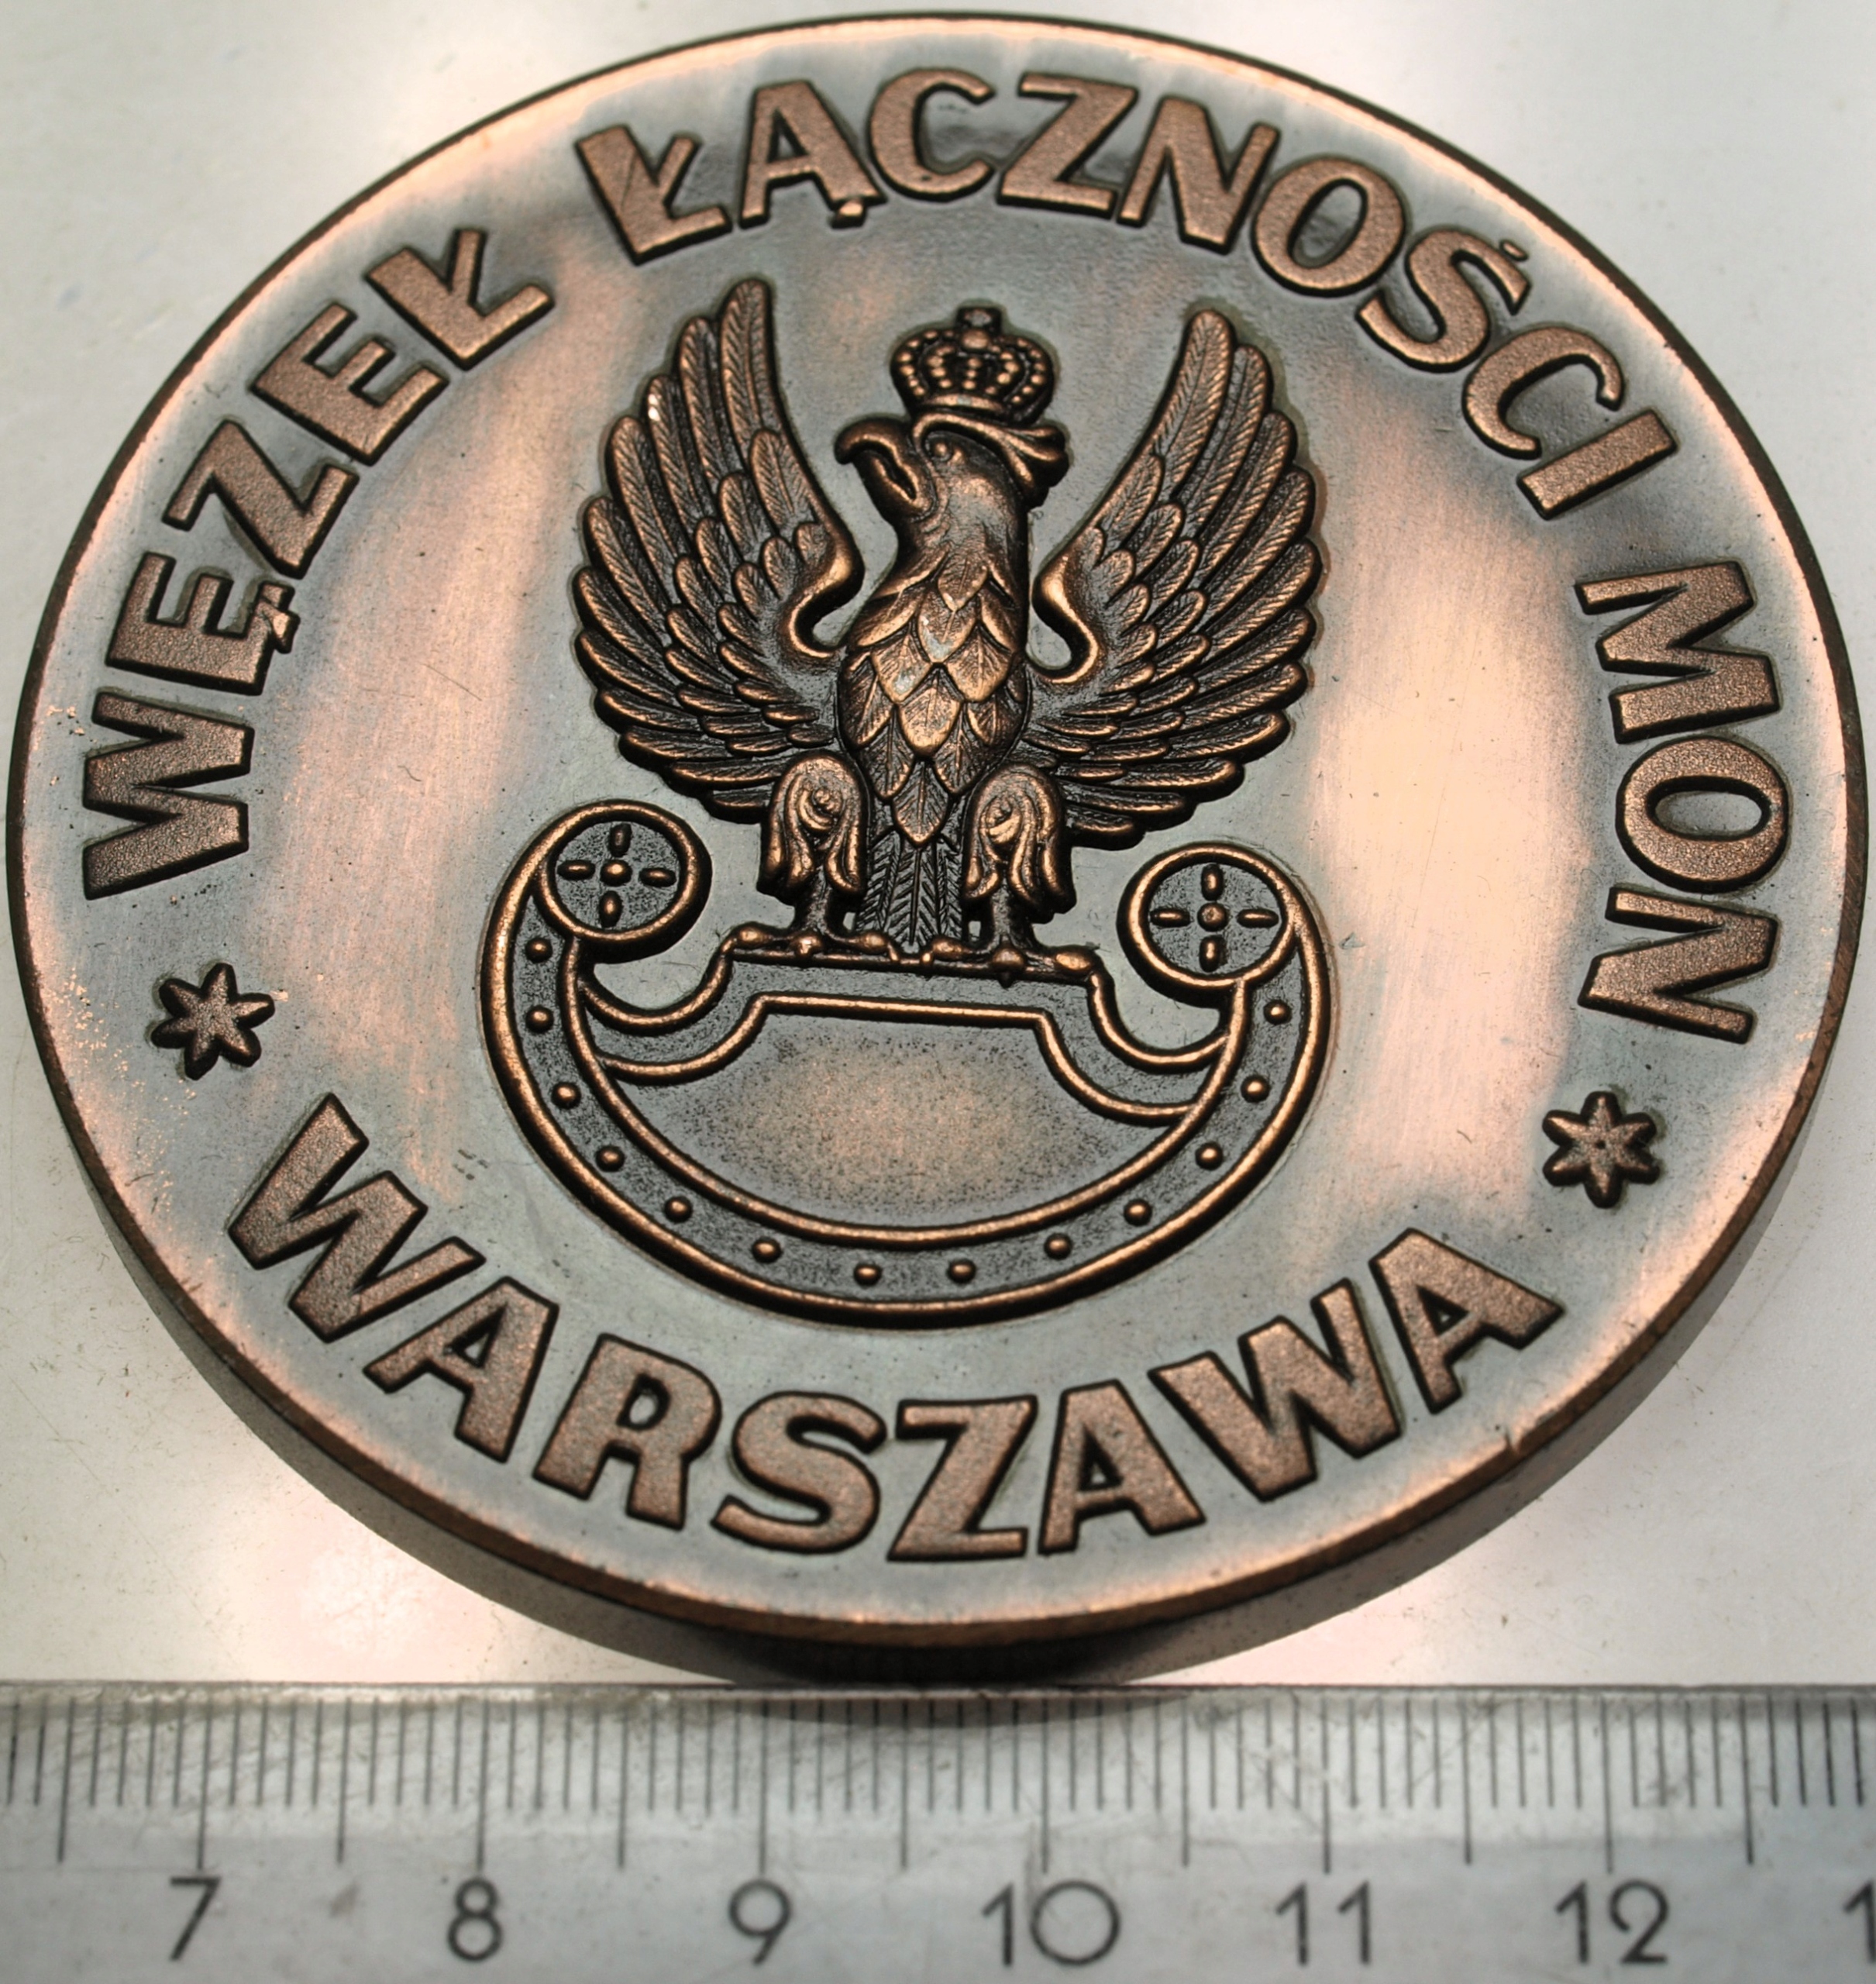 WĘZEŁ ŁĄCZNOŚCI MON
* WARSZAWA *
7 8 9 10 11 12